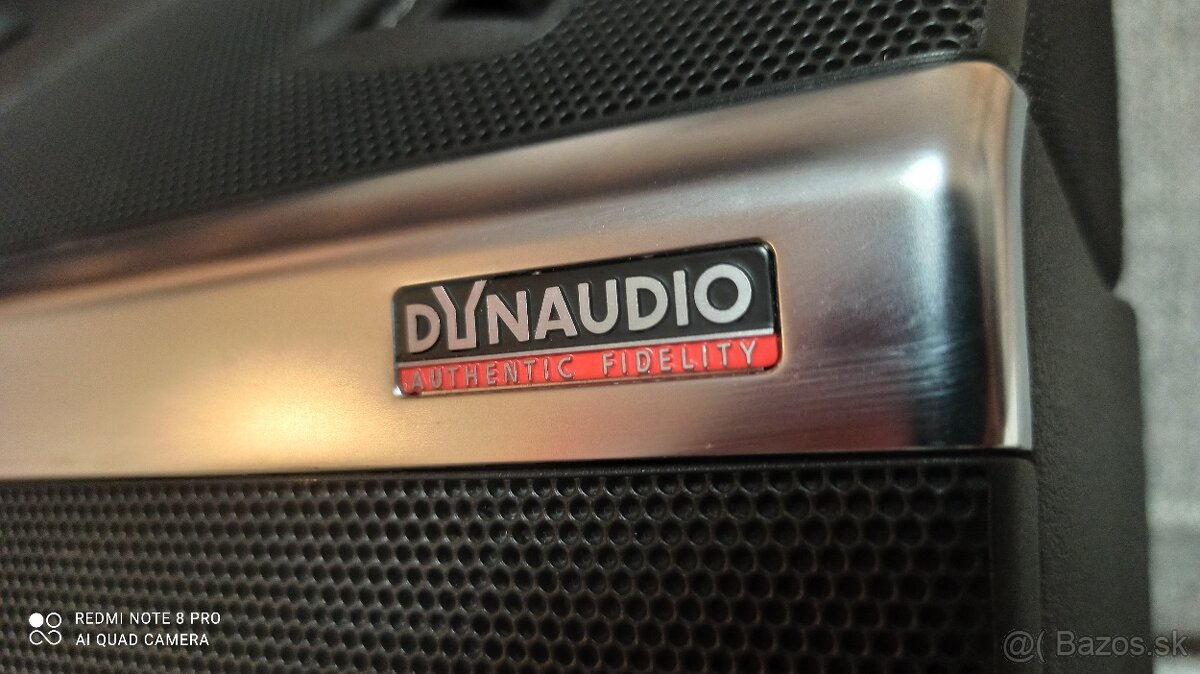 DYNAUDIO
AUTHENTIC FIDELITY
REDMI NOTE 8 PRO
AI QUAD CAMERA
@( Bazos.sk